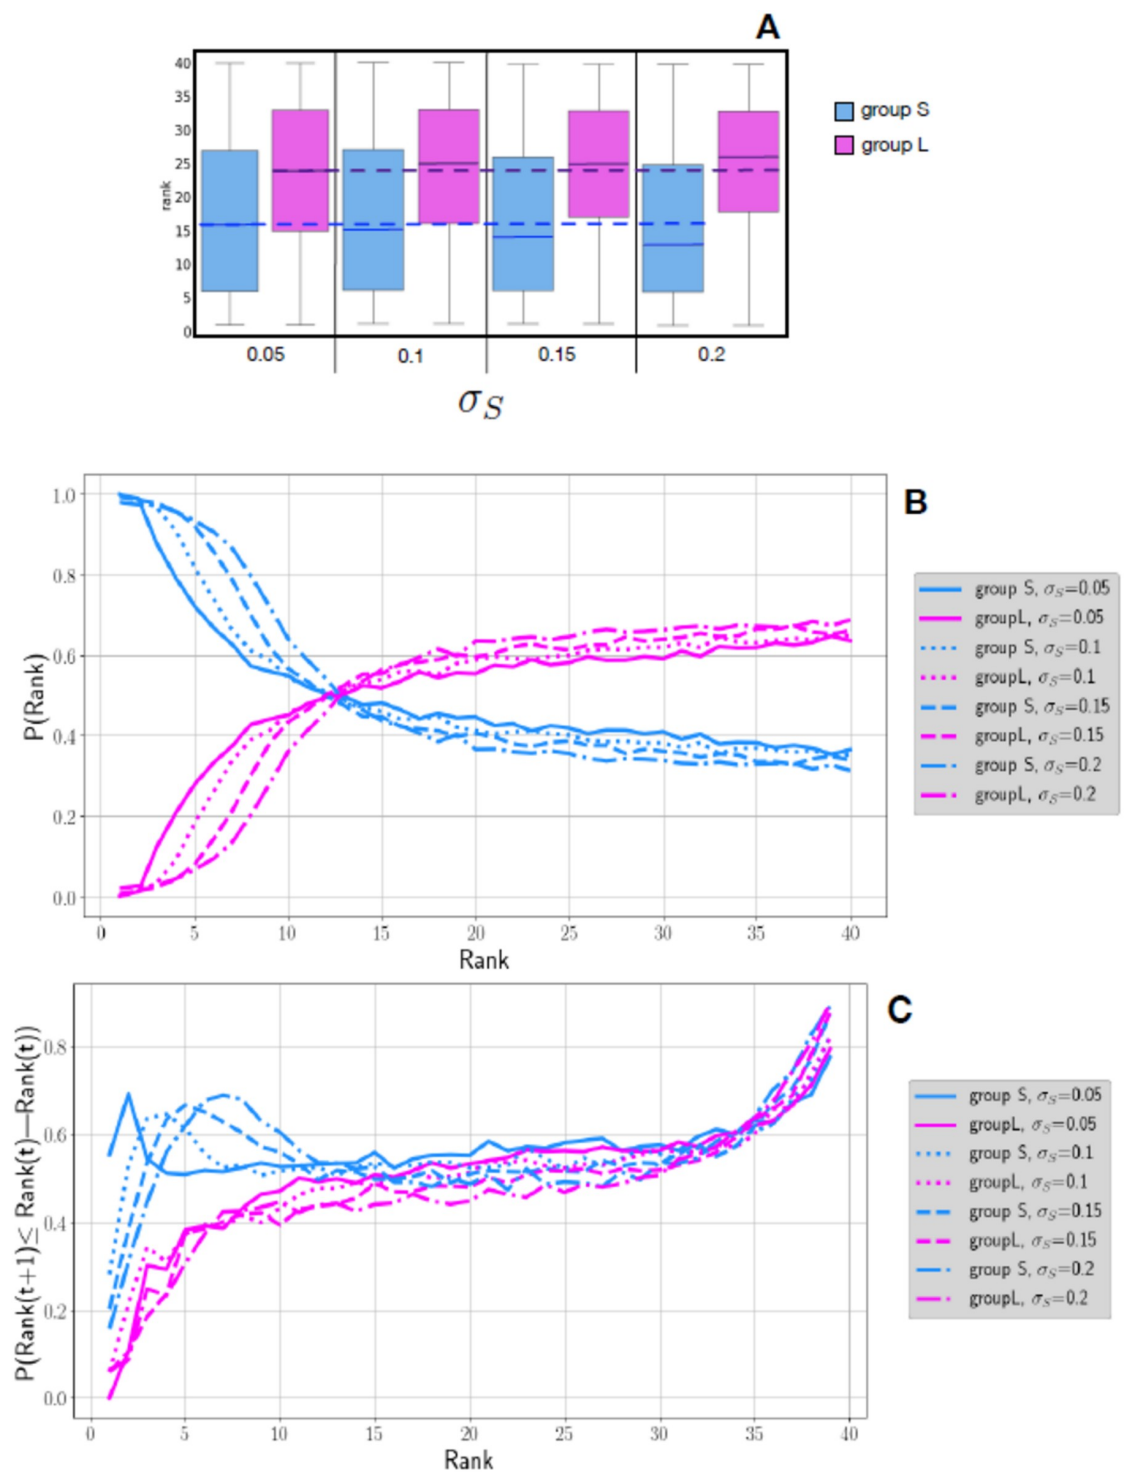 A
40
35
30
25
20
15
10
5
0
rank
group S
group L
0.05 0.1 0.15 0.2
σS
B
1.0
0.8
0.6
0.4
0.2
0.0
P(Rank)
0 5 10 15 20 25 30 35 40
Rank
group S, σS=0.05
groupL, σS=0.05
group S, σS=0.1
groupL, σS=0.1
group S, σS=0.15
groupL, σS=0.15
group S, σS=0.2
groupL, σS=0.2
C
0.8
0.6
0.4
0.2
0.0
P(Rank(t+1)≤ Rank(t)—Rank(t))
0 5 10 15 20 25 30 35 40
Rank
group S, σS=0.05
groupL, σS=0.05
group S, σS=0.1
groupL, σS=0.1
group S, σS=0.15
groupL, σS=0.15
group S, σS=0.2
groupL, σS=0.2